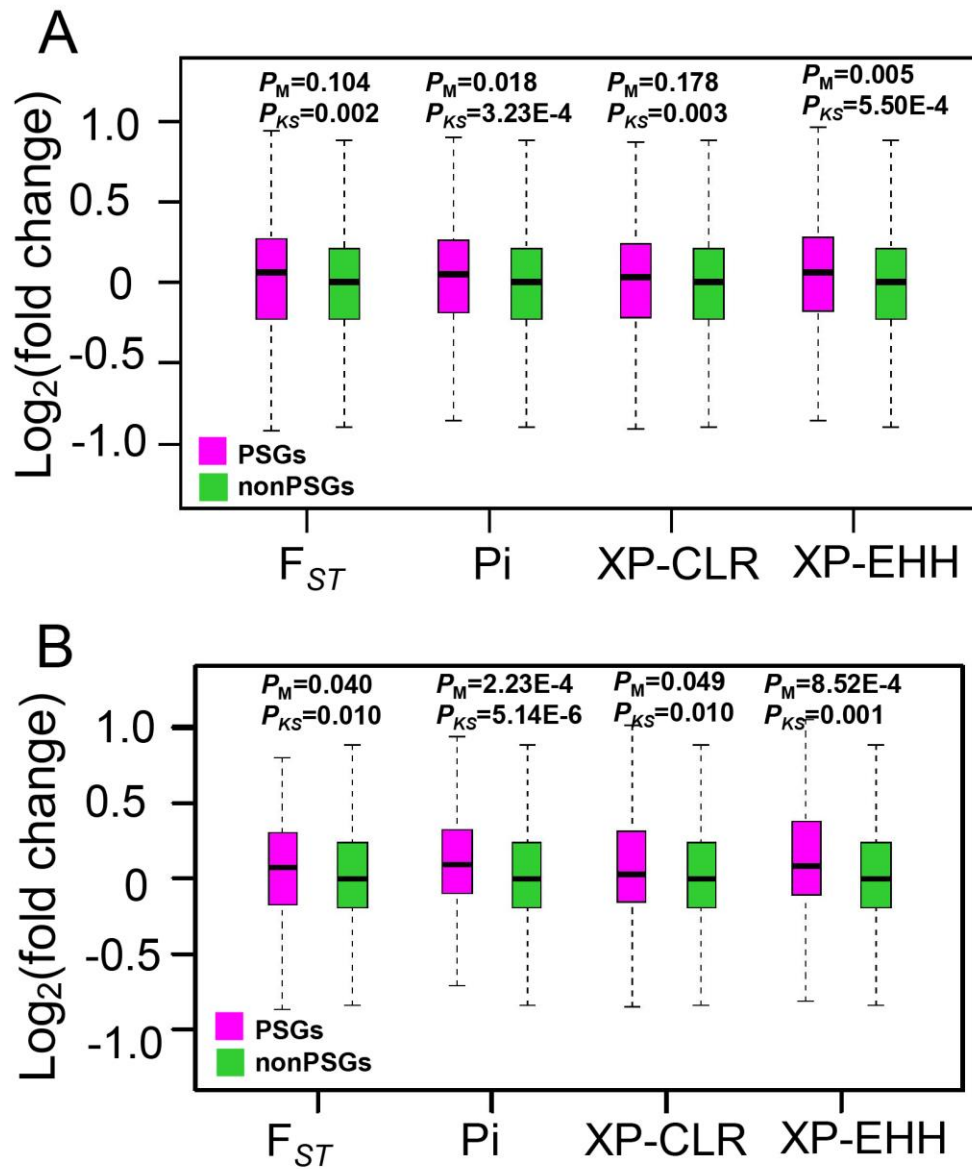 A
P_M=0.104 P_M=0.018 P_M=0.178 P_M=0.005
P_KS=0.002 P_KS=3.23E-4 P_KS=0.003 P_KS=5.50E-4
Log₂(fold change)
1.0
0.5
0
-0.5
-1.0
PSGs
nonPSGs
F_ST Pi XP-CLR XP-EHH
B
P_M=0.040 P_M=2.23E-4 P_M=0.049 P_M=8.52E-4
P_KS=0.010 P_KS=5.14E-6 P_KS=0.010 P_KS=0.001
Log₂(fold change)
1.0
0.5
0
-0.5
-1.0
PSGs
nonPSGs
F_ST Pi XP-CLR XP-EHH